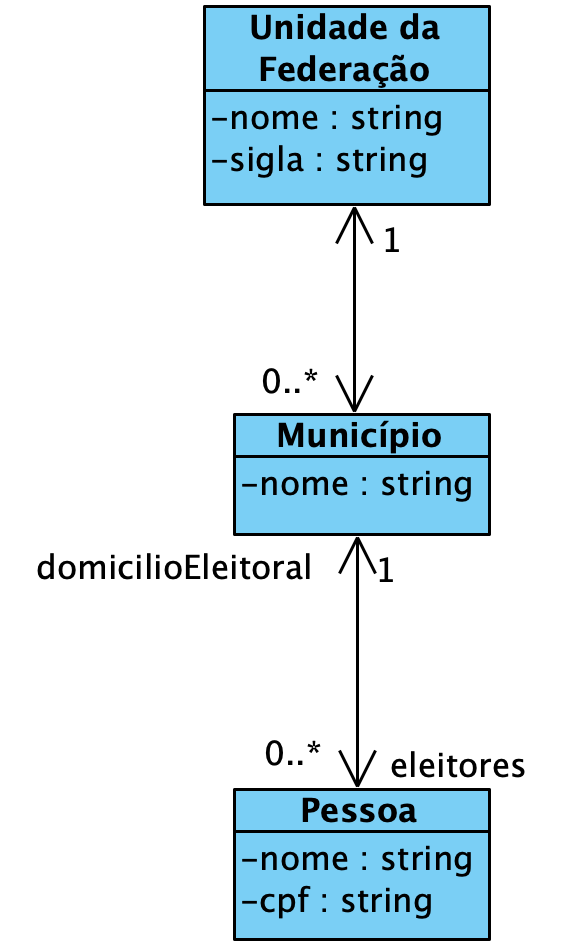 Unidade da
Federação
-nome : string
-sigla : string
1
0..*
Município
-nome : string
domicilioEleitoral
1
0..*
eleitores
Pessoa
-nome : string
-cpf : string